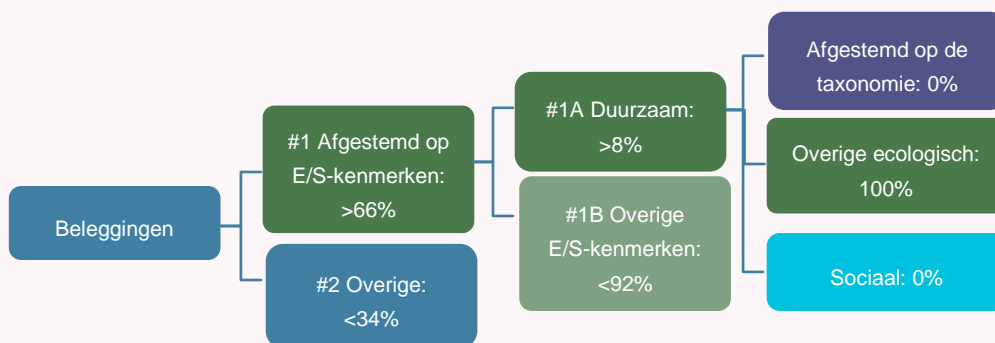 Beleggingen
#1 Afgestemd op
E/S-kenmerken:
>66%
#2 Overige:
<34%
#1A Duurzaam:
>8%
#1B Overige
E/S-kenmerken:
<92%
Afgestemd op de
taxonomie: 0%
Overige ecologisch:
100%
Sociaal: 0%